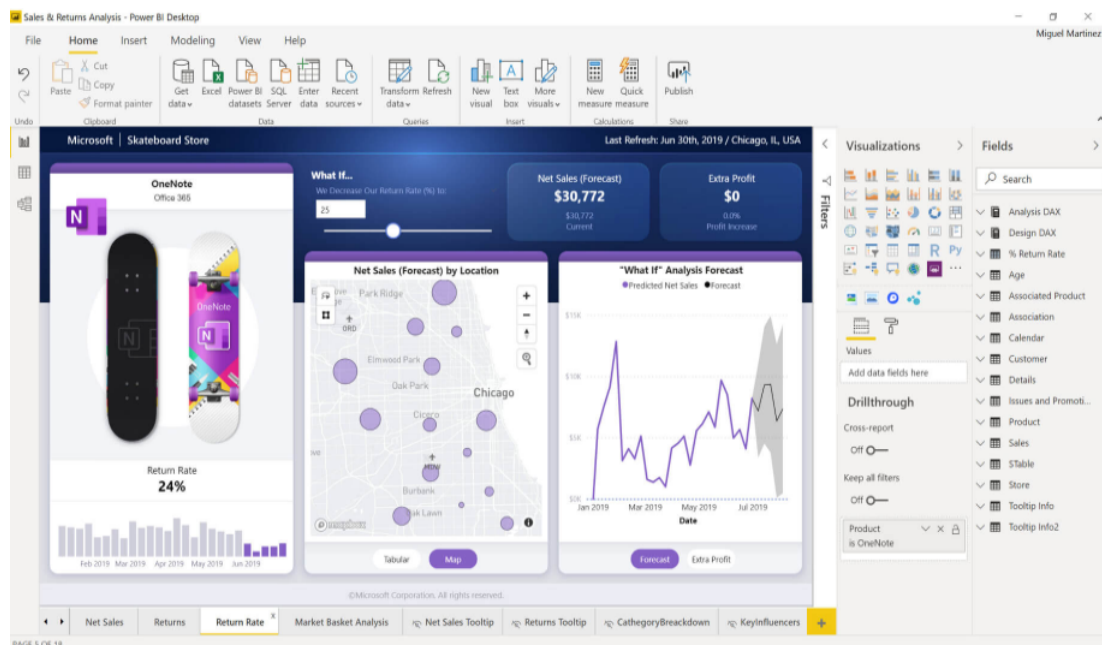 Sales & Returns Analysis - Power BI Desktop
Miguel Martinez
File Home Insert Modeling View Help
Paste
Cut
Copy
Format painter
Get data
Excel
Power BI datasets
SQL Server
Enter data
Recent sources
Transform data
Refresh
New visual
Text box
More visuals
New measure
Quick measure
Publish
Undo
Clipboard
Data
Queries
Insert
Calculations
Share
Microsoft | Skateboard Store
Last Refresh: Jun 30th, 2019 / Chicago, IL, USA
OneNote
Office 365
N
OneNote
N
Return Rate
24%
Feb 2019 Mar 2019 Apr 2019 May 2019 Jun 2019
What If...
We Decrease Our Return Rate (%) to:
25
Net Sales (Forecast)
$30,772
$30,772
Current
Extra Profit
$0
0.0%
Profit Increase
Net Sales (Forecast) by Location
Park Ridge
ORD
Elmwood Park
Oak Park
Chicago
Cicero
MDW
Burbank
Oak Lawn
mapbox
Tabular
Map
"What If" Analysis Forecast
Predicted Net Sales Forecast
$15K
$10K
$5K
$0K
Jan 2019 Mar 2019 May 2019 Jul 2019
Date
Forecast
Extra Profit
©Microsoft Corporation. All rights reserved.
Filters
Visualizations
R Py
Values
Add data fields here
Drillthrough
Cross-report
Off
Keep all filters
Off
Product
is OneNote
Fields
Search
Analysis DAX
Design DAX
% Return Rate
Age
Associated Product
Association
Calendar
Customer
Details
Issues and Promoti...
Product
Sales
STable
Store
Tooltip Info
Tooltip Info2
Net Sales
Returns
Return Rate
Market Basket Analysis
Net Sales Tooltip
Returns Tooltip
CathegoryBreackdown
KeyInfluencers
PAGE 5 OF 18